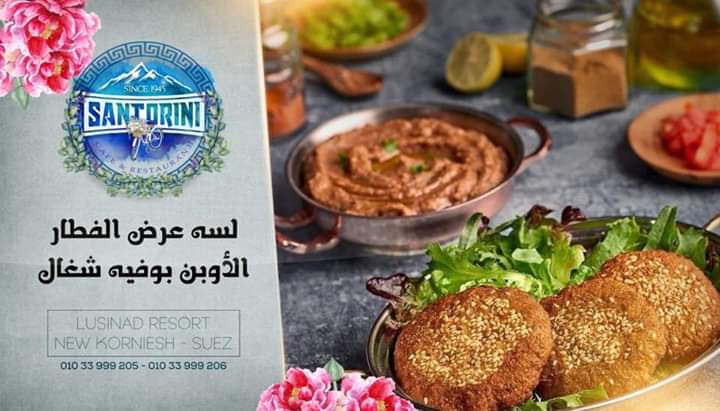 SINCE 1945
SANTORINI
CAFE & RESTAURANT
لسه عرض الفطار
الأوبن بوفيه شغال
LUSINAD RESORT
NEW KORNIESH - SUEZ
010 33 999 205 - 010 33 999 206